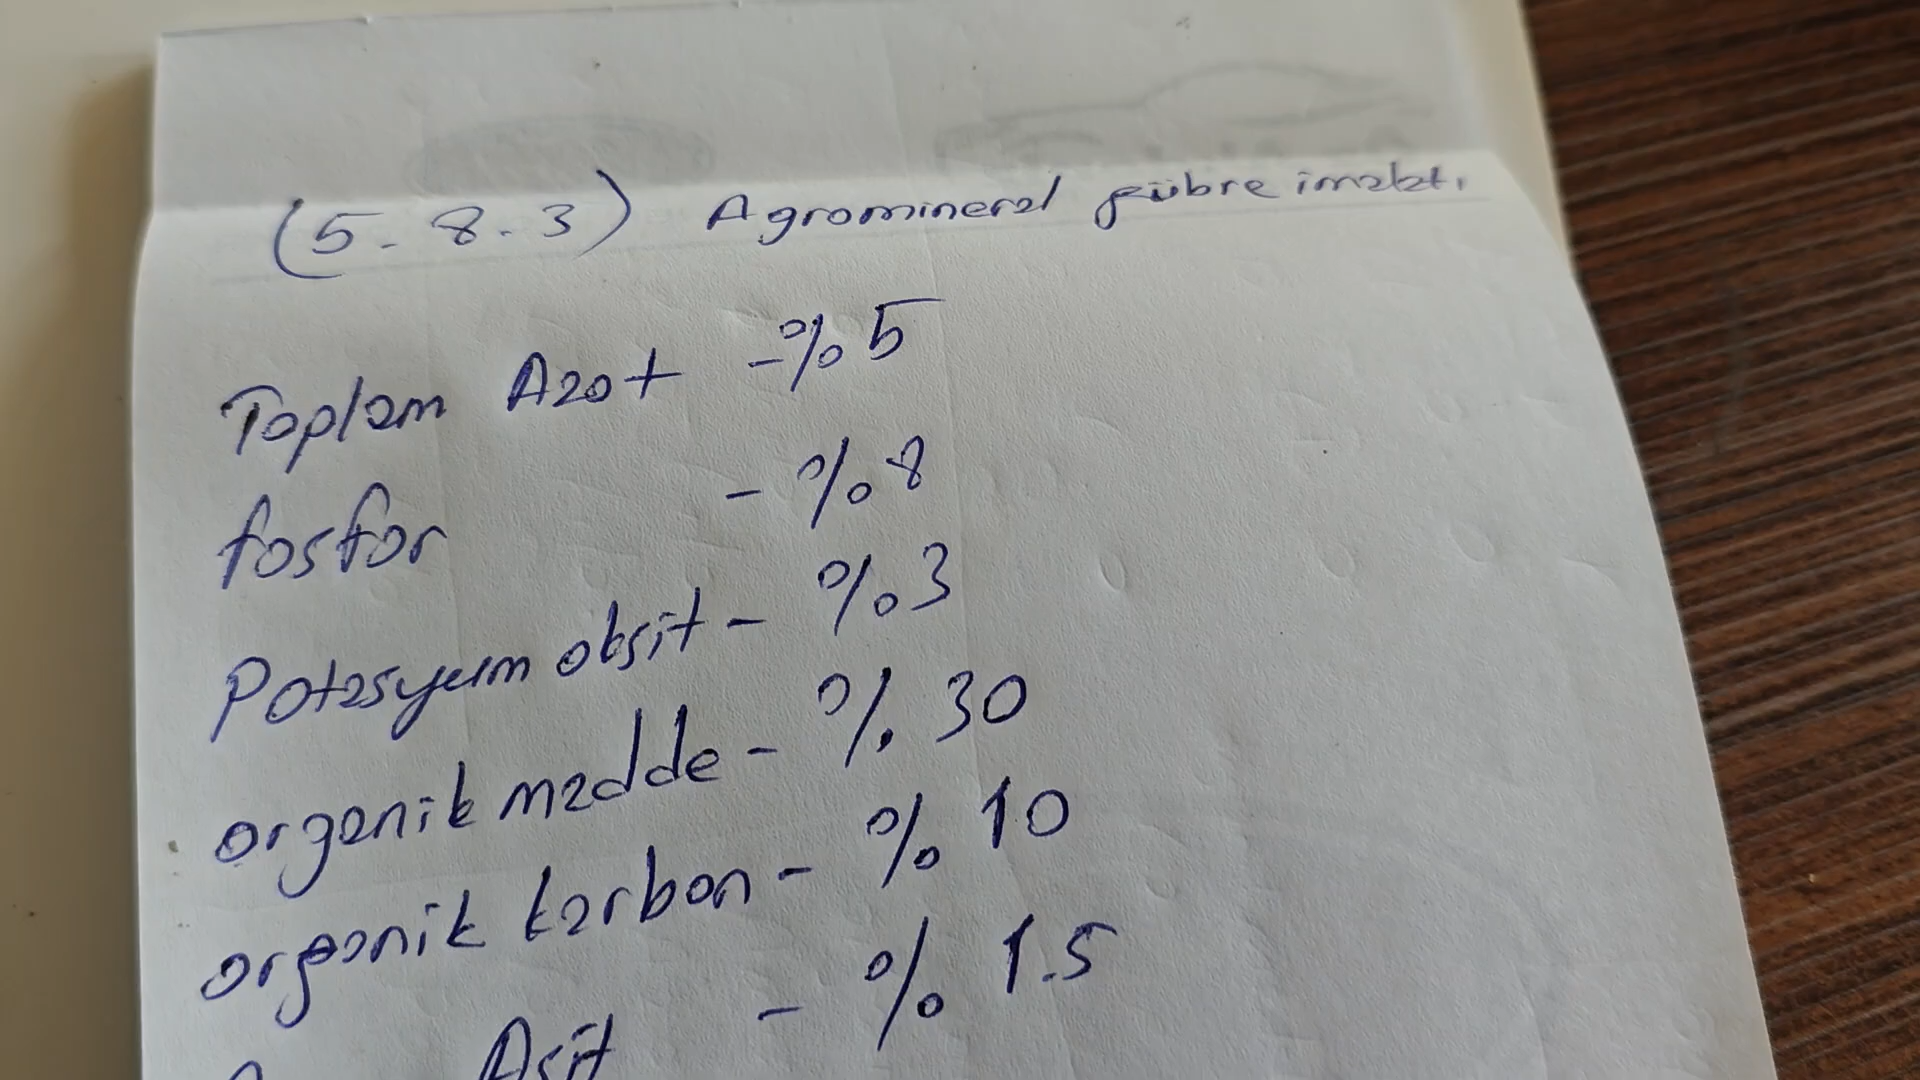 (5-8.3) Agromineral gübre imalatı
Toplam Azot -%5
fosfor - %8
Potasyum oksit - %3
organik madde - %30
organik karbon - %10
Asit - %1.5